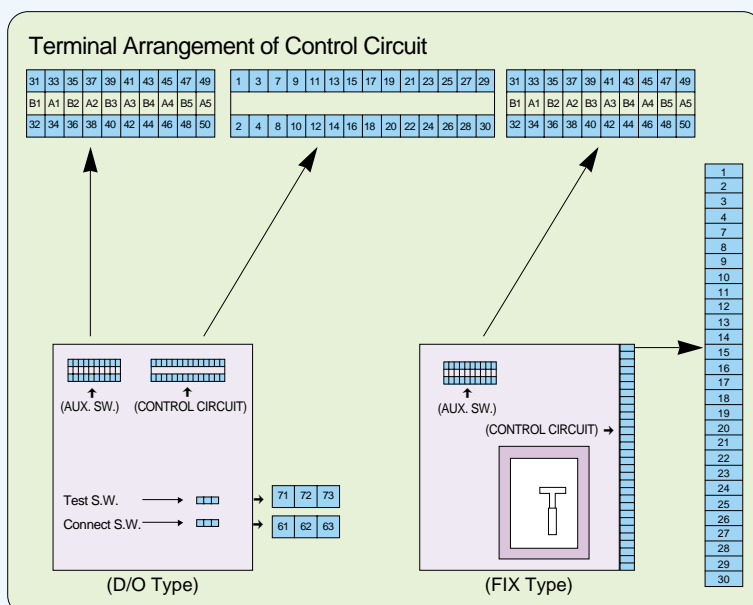 Terminal Arrangement of Control Circuit
31 33 35 37 39 41 43 45 47 49
B1 A1 B2 A2 B3 A3 B4 A4 B5 A5
32 34 36 38 40 42 44 46 48 50
1 3 7 9 11 13 15 17 19 21 23 25 27 29
2 4 8 10 12 14 16 18 20 22 24 26 28 30
31 33 35 37 39 41 43 45 47 49
B1 A1 B2 A2 B3 A3 B4 A4 B5 A5
32 34 36 38 40 42 44 46 48 50
1
2
3
4
7
8
9
10
11
12
13
14
15
16
17
18
19
20
21
22
23
24
25
26
27
28
29
30
(AUX. SW.)
(CONTROL CIRCUIT)
Test S.W.
71 72 73
Connect S.W.
61 62 63
(D/O Type)
(AUX. SW.)
(CONTROL CIRCUIT)
(FIX Type)